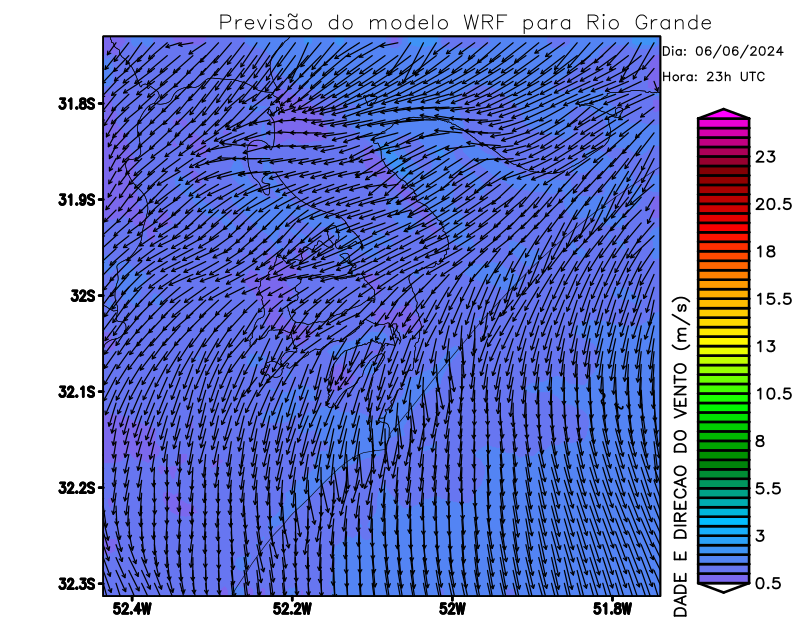 Previsão do modelo WRF para Rio Grande
Dia: 06/06/2024
Hora: 23h UTC
31.8S
31.9S
32S
32.1S
32.2S
32.3S
52.4W
52.2W
52W
51.8W
23
20.5
18
15.5
13
10.5
8
5.5
3
0.5
DADE E DIRECAO DO VENTO (m/s)